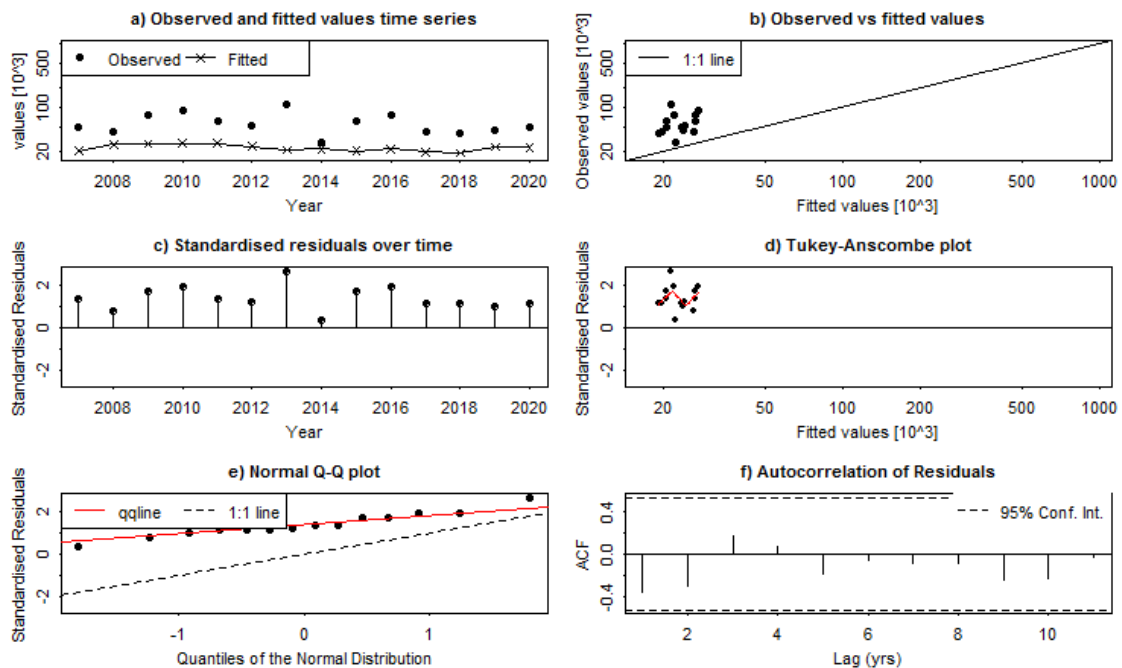 a) Observed and fitted values time series
values [10^3]
500
100
20
Observed
Fitted
2008 2010 2012 2014 2016 2018 2020
Year
b) Observed vs fitted values
Observed values [10^3]
500
100
20
1:1 line
20 50 100 200 500 1000
Fitted values [10^3]
c) Standardised residuals over time
Standardised Residuals
2
0
-2
2008 2010 2012 2014 2016 2018 2020
Year
d) Tukey-Anscombe plot
Standardised Residuals
2
0
-2
20 50 100 200 500 1000
Fitted values [10^3]
e) Normal Q-Q plot
Standardised Residuals
2
0
-2
qqline
1:1 line
-1 0 1
Quantiles of the Normal Distribution
f) Autocorrelation of Residuals
ACF
0.4
0.0
-0.4
95% Conf. Int.
2 4 6 8 10
Lag (yrs)